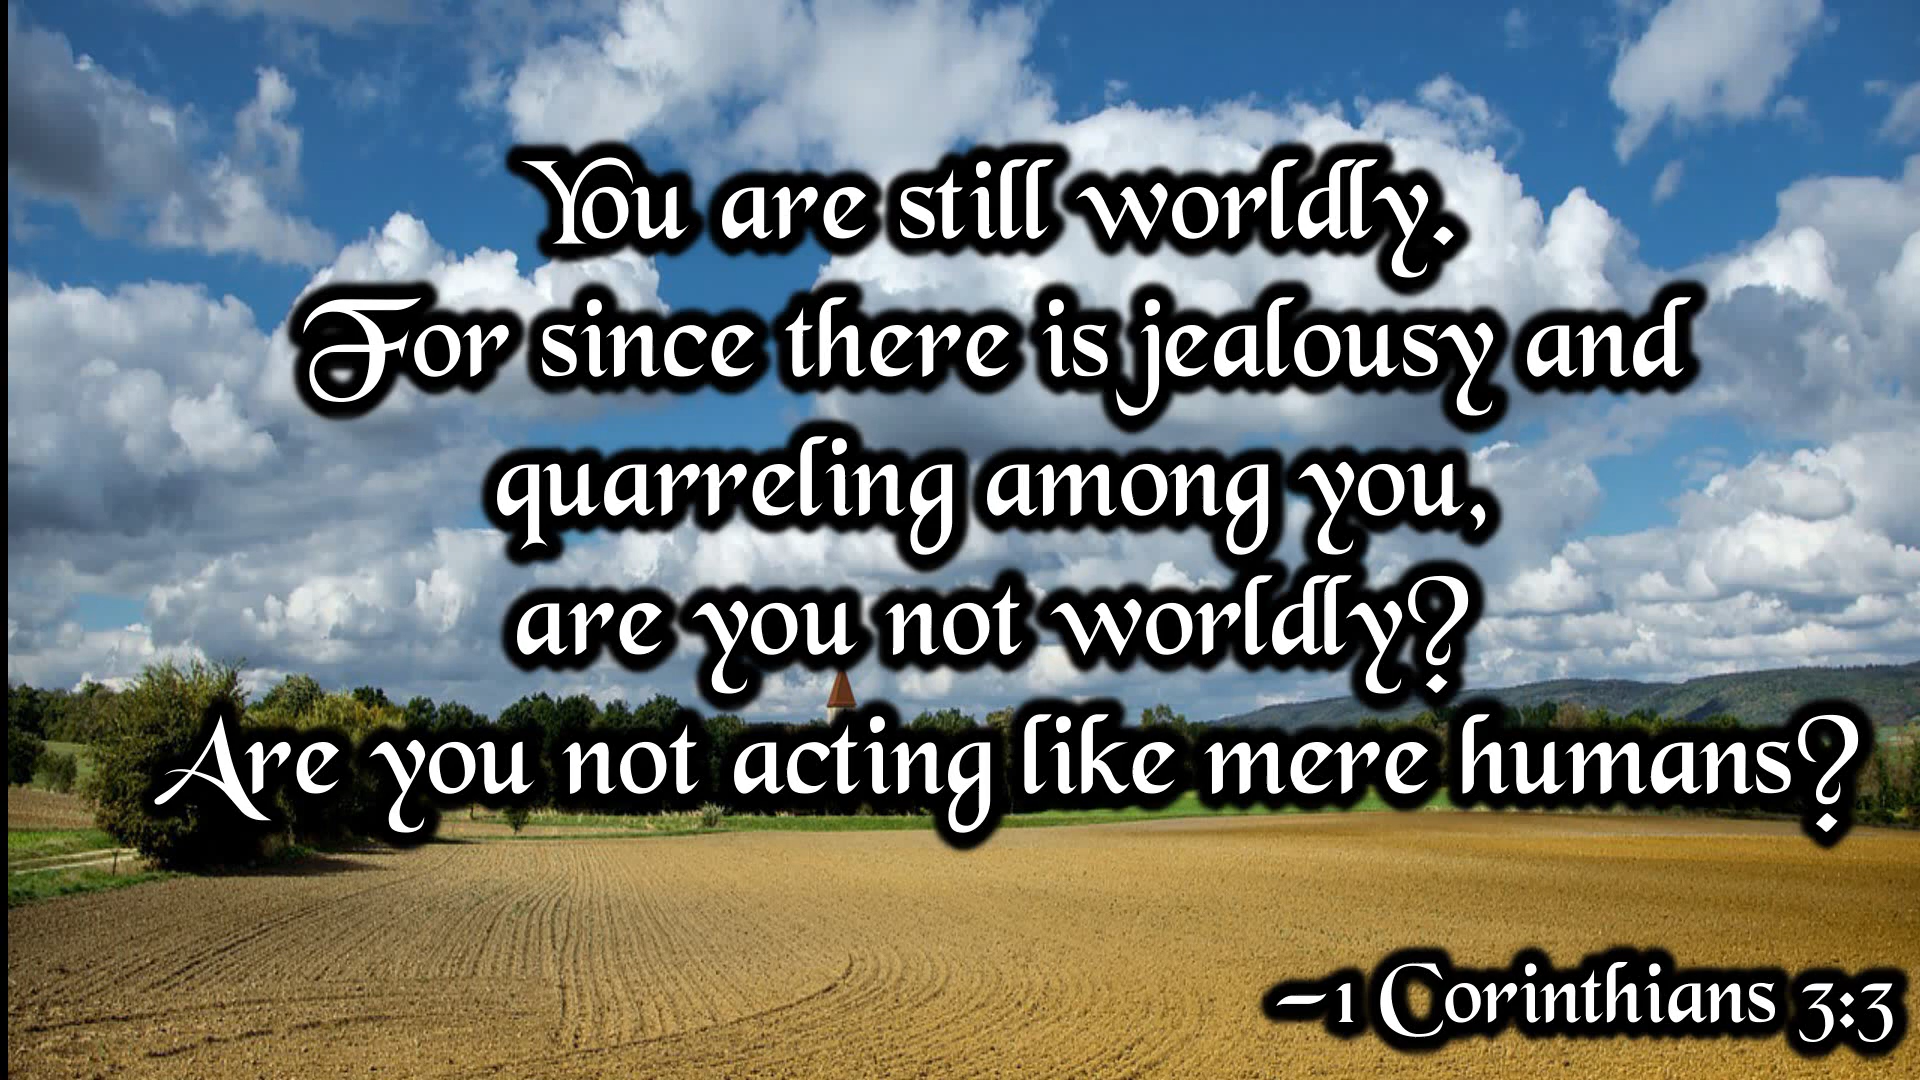 You are still worldly.
For since there is jealousy and
quarreling among you,
are you not worldly?
Are you not acting like mere humans?
–1 Corinthians 3:3